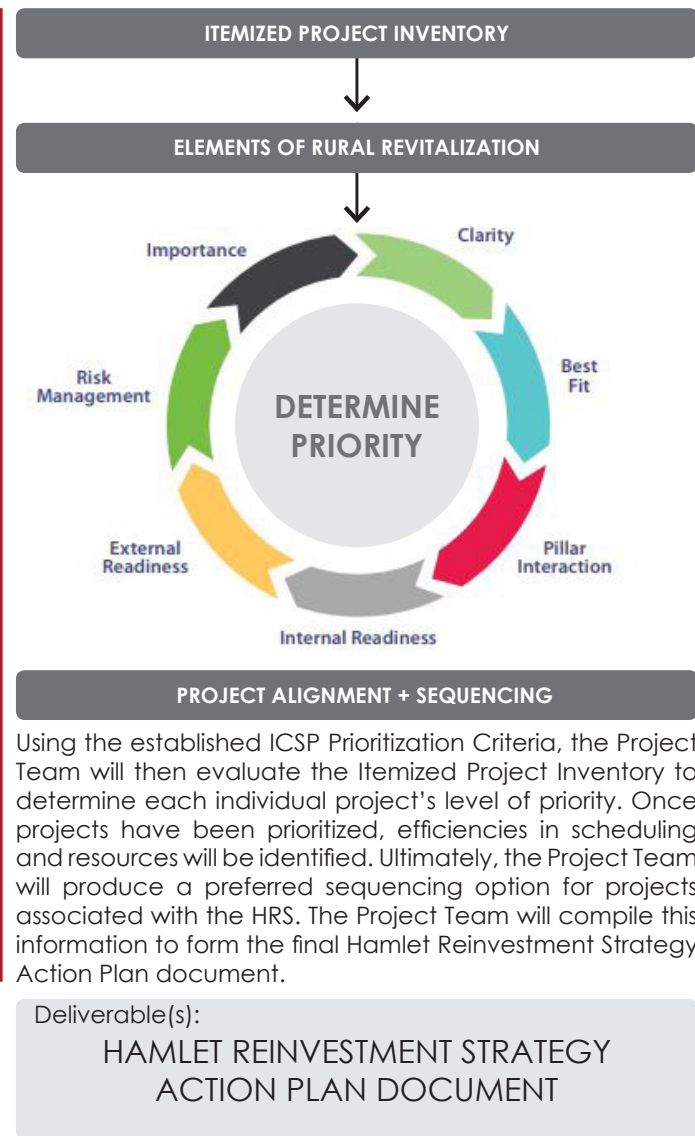 ITEMIZED PROJECT INVENTORY
ELEMENTS OF RURAL REVITALIZATION
Importance
Clarity
Risk
Management
Best
Fit
DETERMINE
PRIORITY
External
Readiness
Pillar
Interaction
Internal Readiness
PROJECT ALIGNMENT + SEQUENCING
Using the established ICSP Prioritization Criteria, the Project
Team will then evaluate the Itemized Project Inventory to
determine each individual project's level of priority. Once
projects have been prioritized, efficiencies in scheduling
and resources will be identified. Ultimately, the Project Team
will produce a preferred sequencing option for projects
associated with the HRS. The Project Team will compile this
information to form the final Hamlet Reinvestment Strategy
Action Plan document.
Deliverable(s):
HAMLET REINVESTMENT STRATEGY
ACTION PLAN DOCUMENT